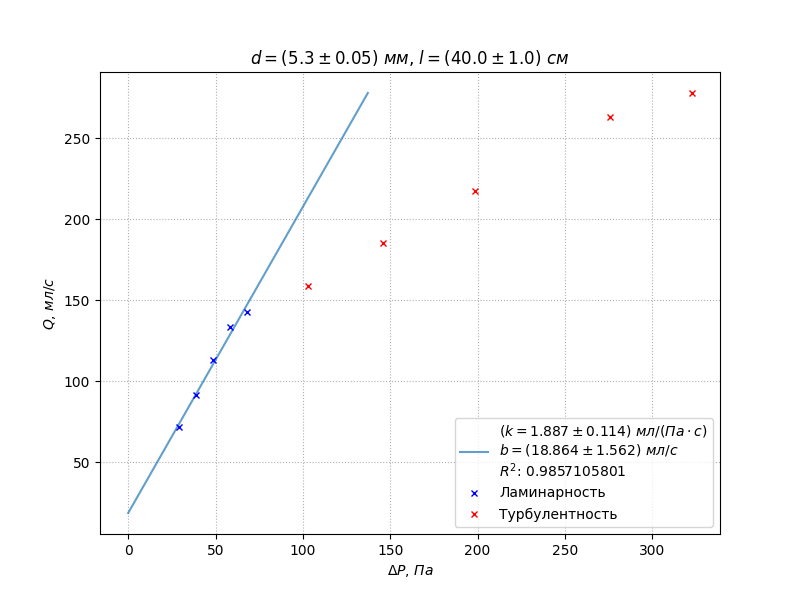 d = (5.3 ± 0.05) мм, l = (40.0 ± 1.0) см
250
200
150
100
50
Q, мл/с
(k = 1.887 ± 0.114) мл/(Па · с)
b = (18.864 ± 1.562) мл/с
R²: 0.9857105801
Ламинарность
Турбулентность
0 50 100 150 200 250 300
ΔP, Па